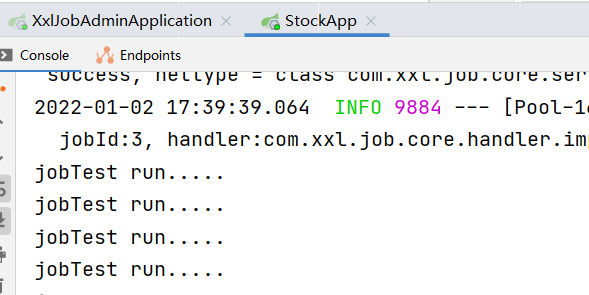 XxlJobAdminApplication StockApp
Console Endpoints
success, nettype = class com.xxl.job.core.ser
2022-01-02 17:39:39.064 INFO 9884 --- [Pool-16
jobId:3, handler:com.xxl.job.core.handler.imp
jobTest run.....
jobTest run.....
jobTest run.....
jobTest run.....